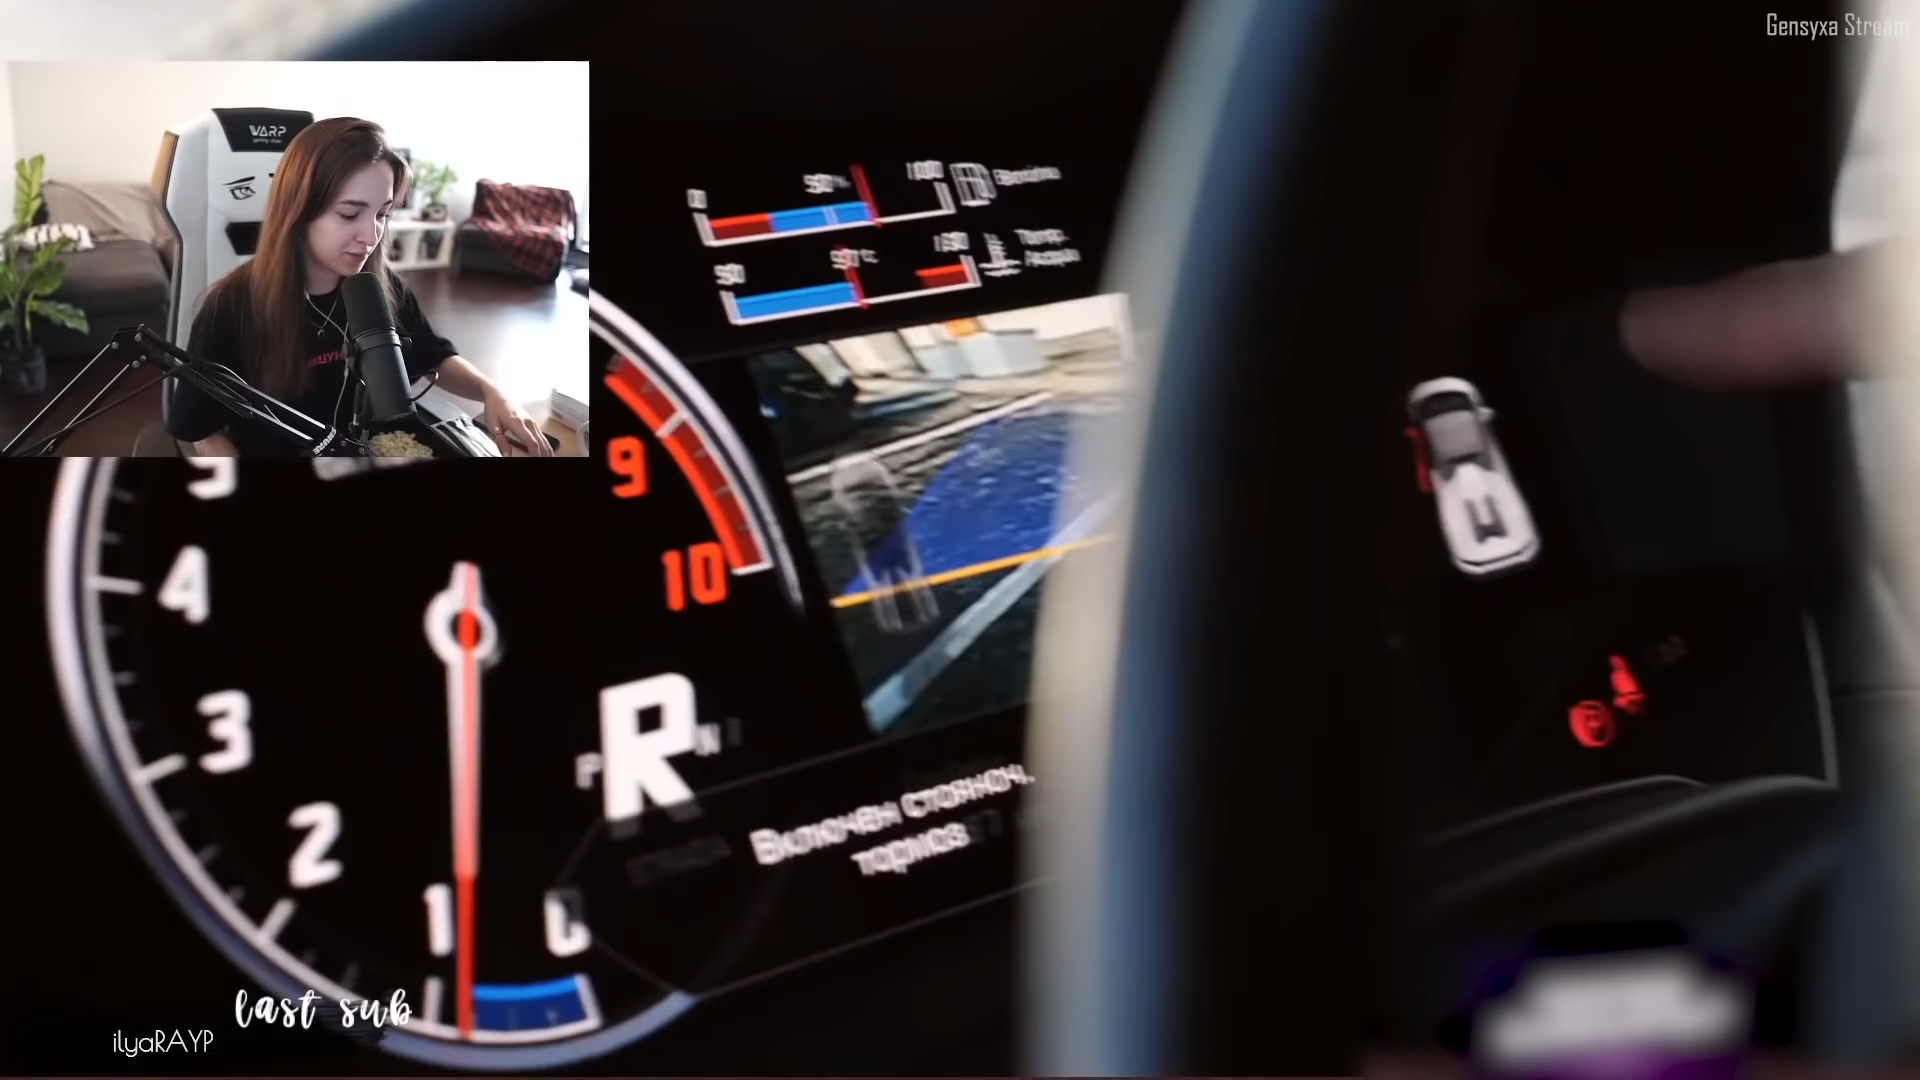 Gensyxa Stream
WARP
0 50 % 100
50 90 °C 130
9
10
4
3
2
1 0
P R N
Включен стояноч.
тормоз
last sub
ilyaRAYP